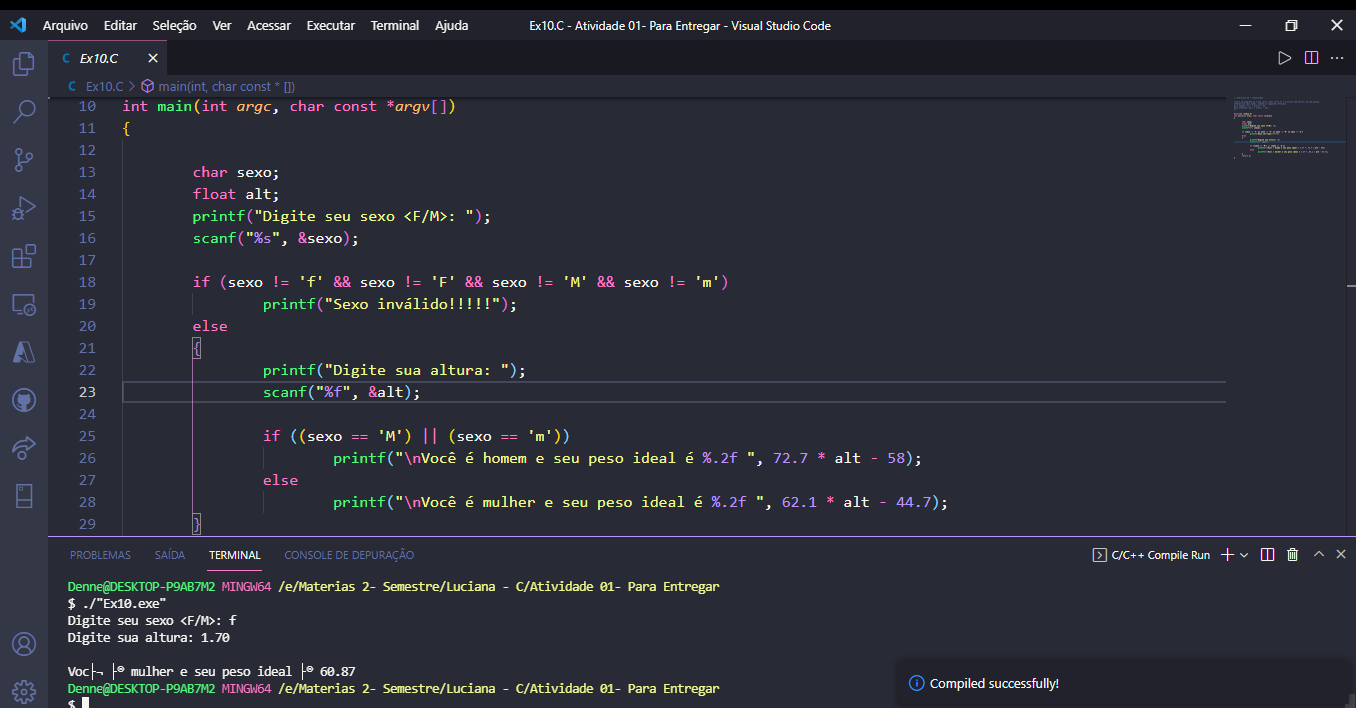 Arquivo Editar Seleção Ver Acessar Executar Terminal Ajuda Ex10.C - Atividade 01- Para Entregar - Visual Studio Code
C Ex10.C
C Ex10.C > main(int, char const * [])
10 int main(int argc, char const *argv[])
11 {
12
13 char sexo;
14 float alt;
15 printf("Digite seu sexo <F/M>: ");
16 scanf("%s", &sexo);
17
18 if (sexo != 'f' && sexo != 'F' && sexo != 'M' && sexo != 'm')
19 printf("Sexo inválido!!!!!");
20 else
21 {
22 printf("Digite sua altura: ");
23 scanf("%f", &alt);
24
25 if ((sexo == 'M') || (sexo == 'm'))
26 printf("\nVocê é homem e seu peso ideal é %.2f ", 72.7 * alt - 58);
27 else
28 printf("\nVocê é mulher e seu peso ideal é %.2f ", 62.1 * alt - 44.7);
29 }
PROBLEMAS SAÍDA TERMINAL CONSOLE DE DEPURAÇÃO C/C++ Compile Run
Denne@DESKTOP-P9AB7M2 MINGW64 /e/Materias 2- Semestre/Luciana - C/Atividade 01- Para Entregar
$ ./"Ex10.exe"
Digite seu sexo <F/M>: f
Digite sua altura: 1.70
Voc├¬ ├® mulher e seu peso ideal ├® 60.87
Denne@DESKTOP-P9AB7M2 MINGW64 /e/Materias 2- Semestre/Luciana - C/Atividade 01- Para Entregar
$
Compiled successfully!